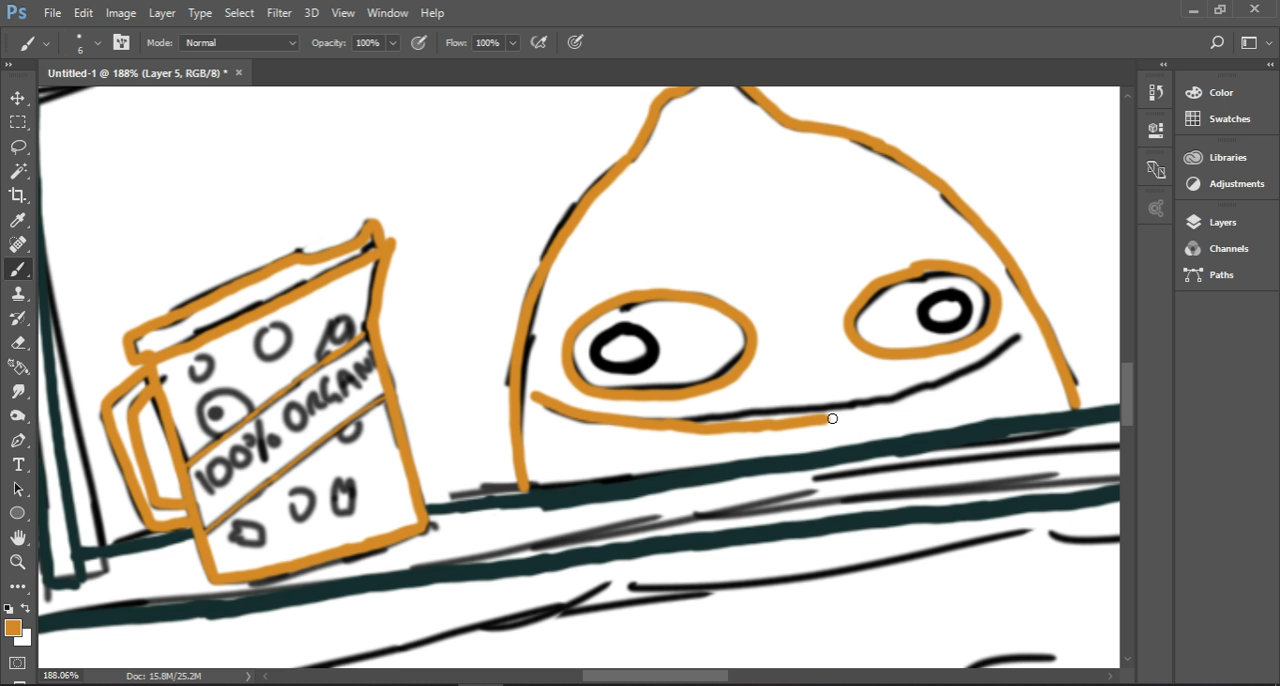 Ps File Edit Image Layer Type Select Filter 3D View Window Help
6 Mode: Normal Opacity: 100% Flow: 100%
Untitled-1 @ 188% (Layer 5, RGB/8) * ×
Color
Swatches
Libraries
Adjustments
Layers
Channels
Paths
100% ORGAN
188.06% Doc: 15.8M/25.2M